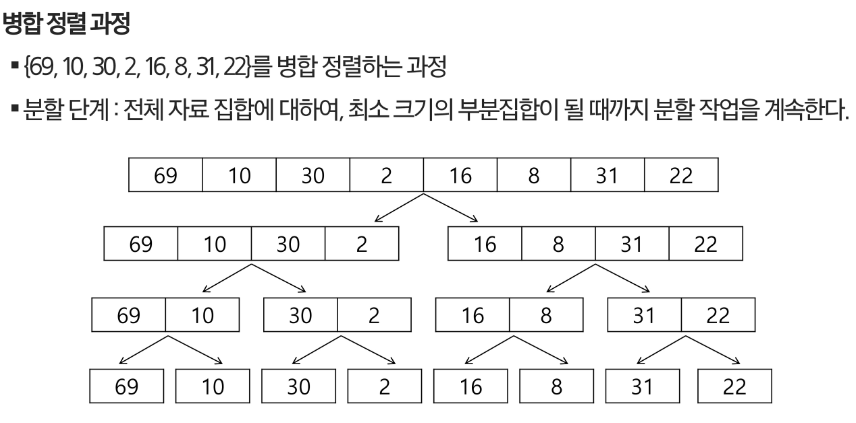 병합 정렬 과정
▪ {69, 10, 30, 2, 16, 8, 31, 22}를 병합 정렬하는 과정
▪ 분할 단계 : 전체 자료 집합에 대하여, 최소 크기의 부분집합이 될 때까지 분할 작업을 계속한다.
69 10 30 2 16 8 31 22
69 10 30 2 16 8 31 22
69 10 30 2 16 8 31 22
69 10 30 2 16 8 31 22